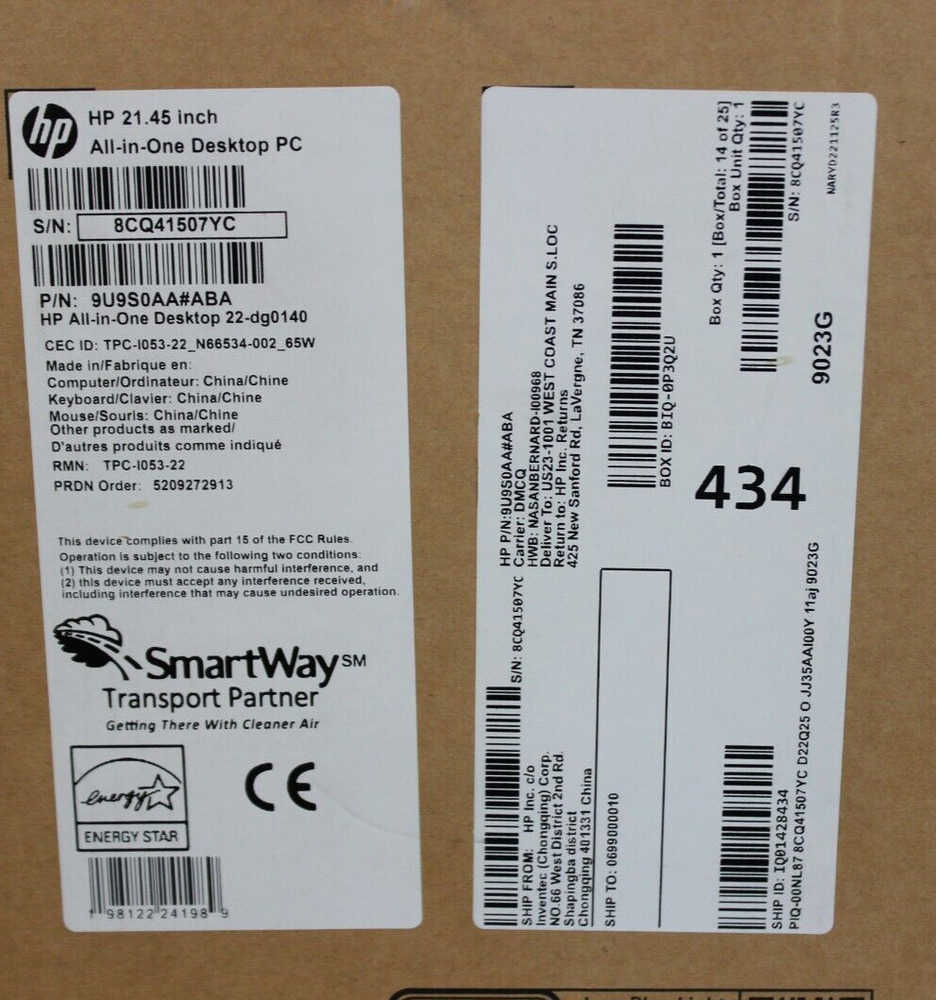 hp
HP 21.45 inch
All-in-One Desktop PC
S/N: 8CQ41507YC
P/N: 9U9S0AA#ABA
HP All-in-One Desktop 22-dg0140
CEC ID: TPC-I053-22_N66534-002_65W
Made in/Fabrique en:
Computer/Ordinateur: China/Chine
Keyboard/Clavier: China/Chine
Mouse/Souris: China/Chine
Other products as marked/
D'autres produits comme indiqué
RMN: TPC-I053-22
PRDN Order: 5209272913
This device complies with part 15 of the FCC Rules.
Operation is subject to the following two conditions:
(1) This device may not cause harmful interference, and
(2) this device must accept any interference received,
including interference that may cause undesired operation.
SmartWay SM
Transport Partner
Getting There With Cleaner Air
energy
ENERGY STAR
CE
1 98122 24198 9
SHIP FROM: HP Inc. c/o
Inventec (Chongqing) Corp.
NO.66 West District 2nd Rd.
Shapingba district
Chongqing 401331 China
SHIP TO: 0699000010
S/N: 8CQ41507YC
HP P/N:9U9S0AA#ABA
Carrier: DMCQ
HWB: NASANBERNARD-I00968
Deliver To: US23-1001 WEST COAST MAIN S.LOC
Return to: HP Inc. Returns
425 New Sanford Rd, LaVergne, TN 37086
BOX ID: BIQ-0P3Q2U
Box Qty: 1 [Box/Total: 14 of 25]
Box Unit Qty: 1
S/N: 8CQ41507YC
NARYD221125R3
9023G
434
SHIP ID: IQ01428434
PIQ-00NL87 8CQ41507YC D22Q25 O JJ35AAI00Y 11aj 9023G